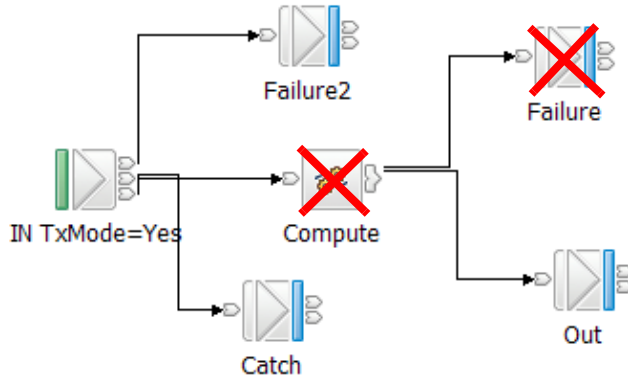 Failure2
Failure
IN TxMode=Yes
Compute
Out
Catch